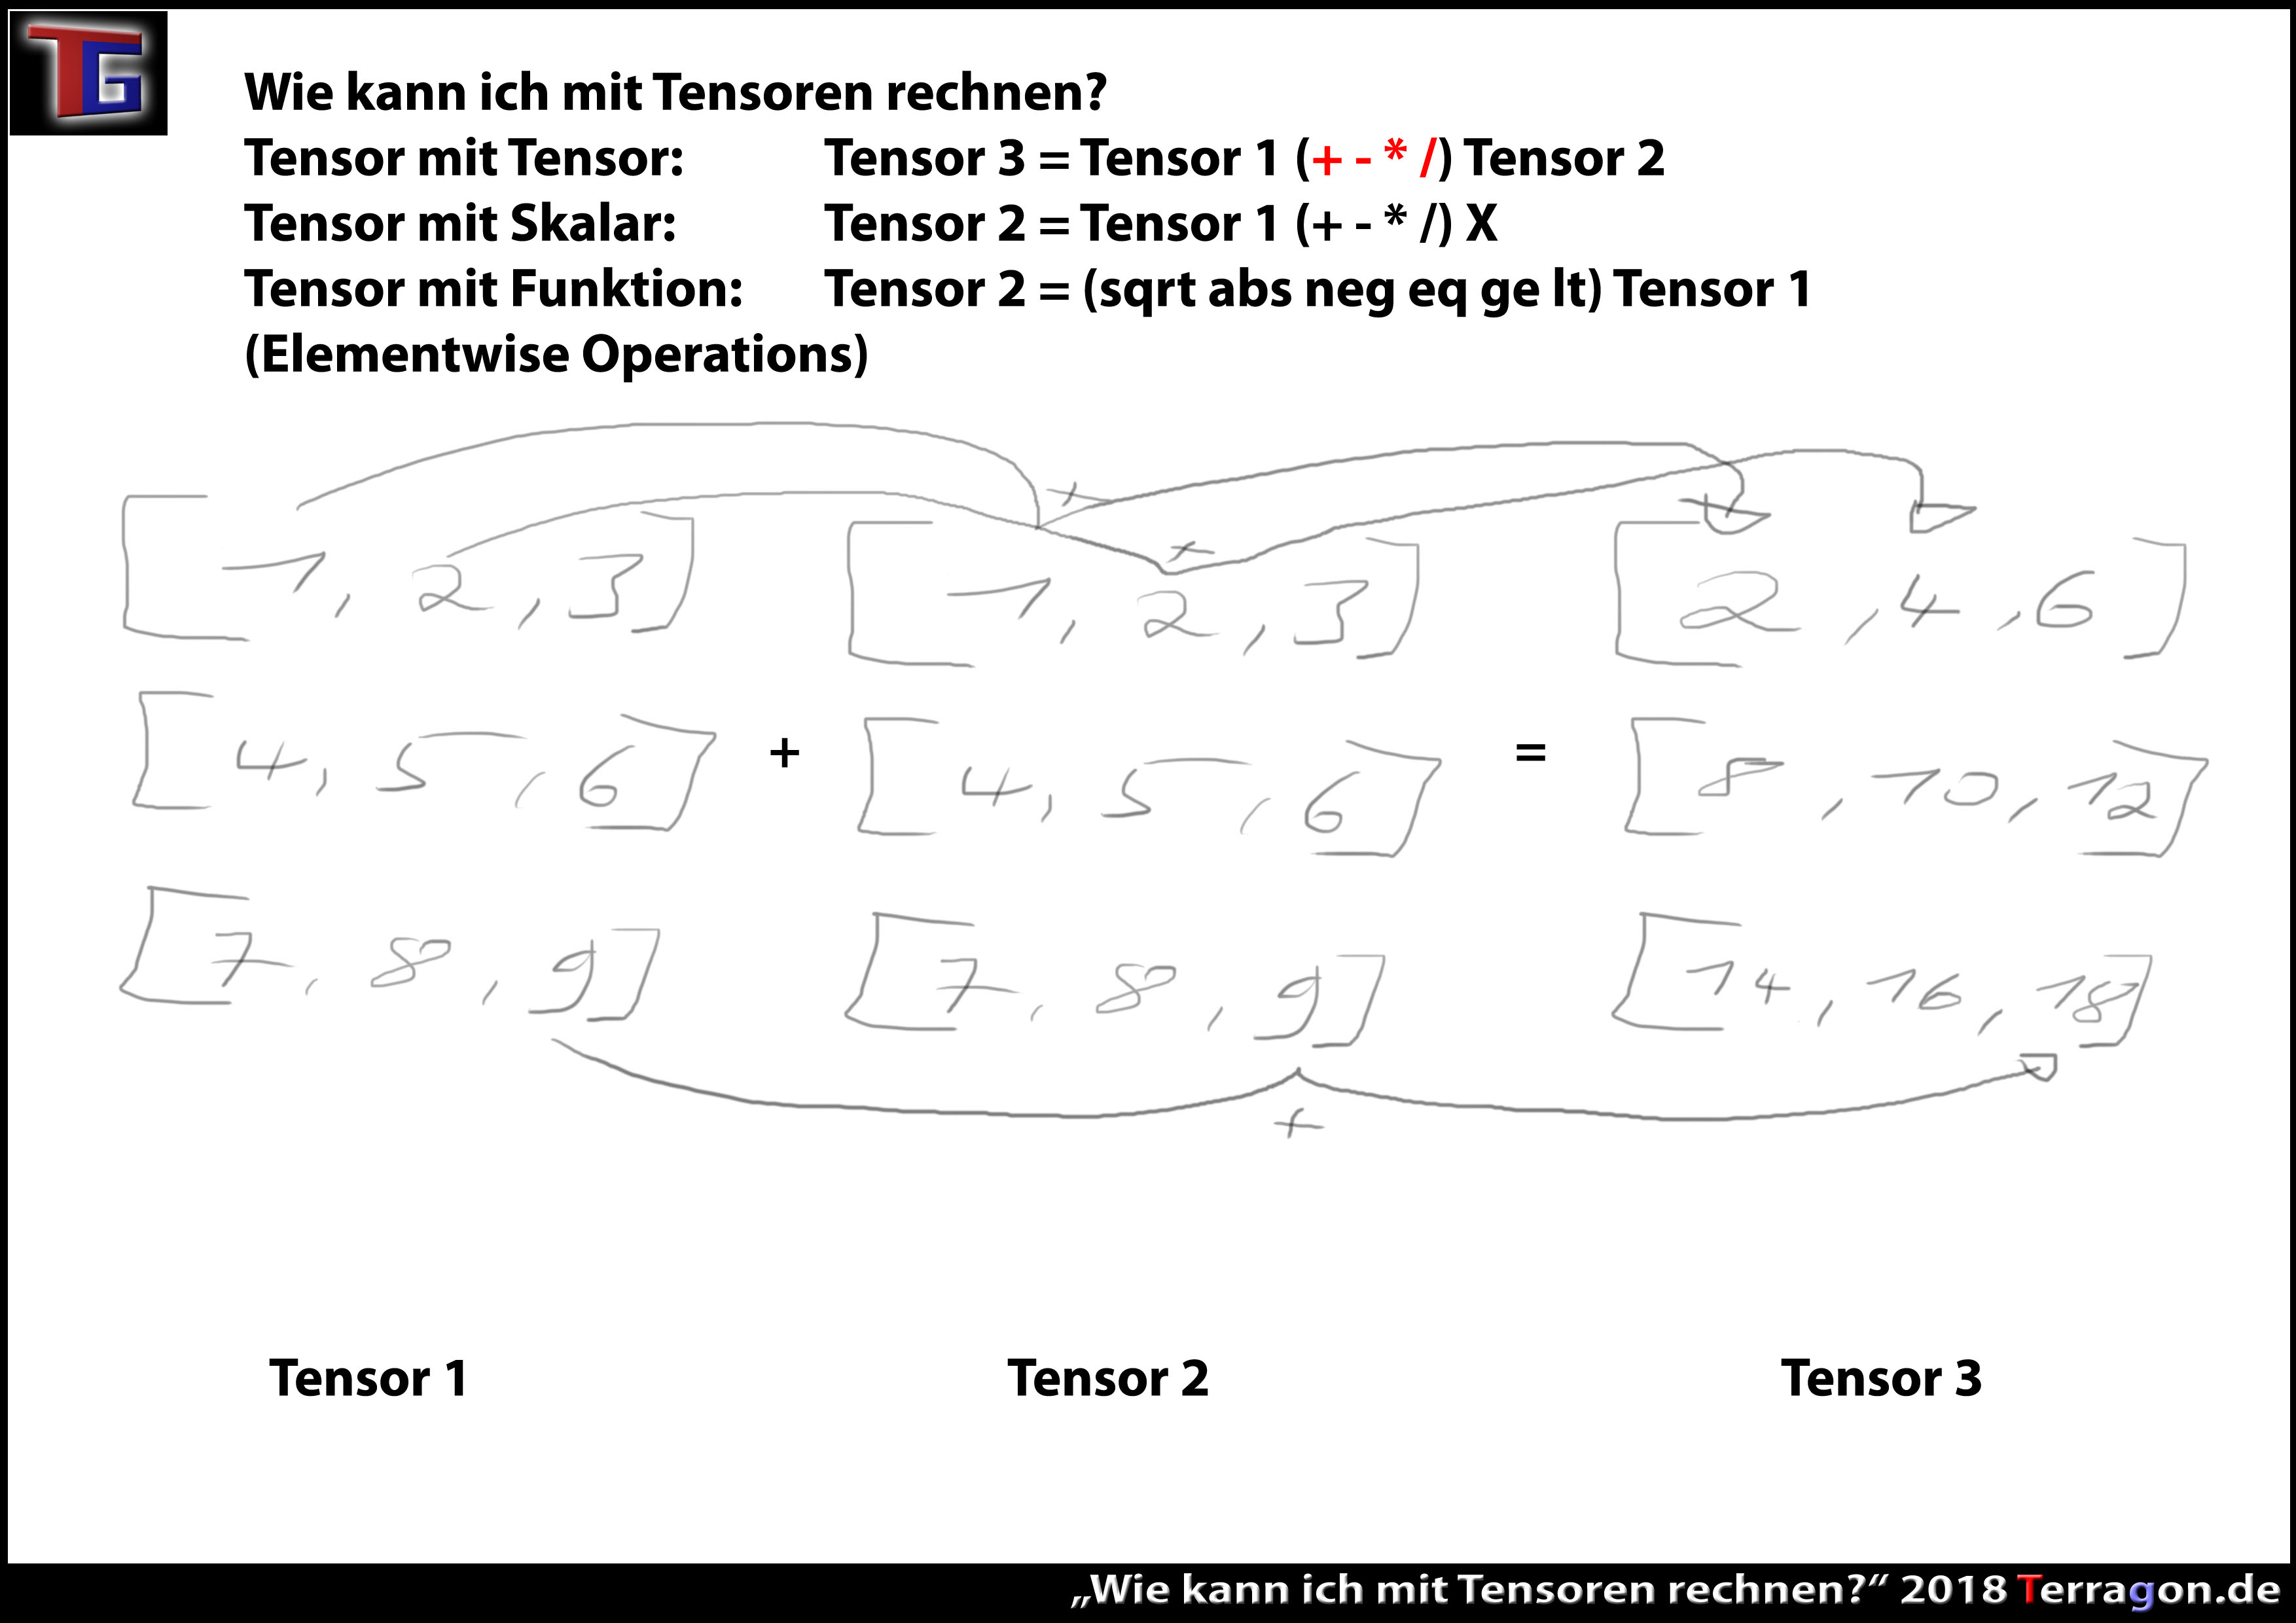 TG
Wie kann ich mit Tensoren rechnen?
Tensor mit Tensor: Tensor 3 = Tensor 1 (+ - * /) Tensor 2
Tensor mit Skalar: Tensor 2 = Tensor 1 (+ - * /) X
Tensor mit Funktion: Tensor 2 = (sqrt abs neg eq ge lt) Tensor 1
(Elementwise Operations)
+ +
[1, 2, 3] [1, 2, 3] [2, 4, 6]
[4, 5, 6] + [4, 5, 6] = [8, 10, 12]
[7, 8, 9] [7, 8, 9] [14, 16, 18]
+
Tensor 1 Tensor 2 Tensor 3
„Wie kann ich mit Tensoren rechnen?“ 2018 Terragon.de